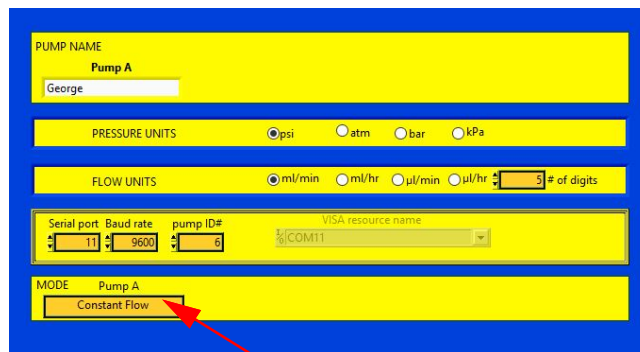 PUMP NAME
Pump A
George
PRESSURE UNITS psi atm bar kPa
FLOW UNITS ml/min ml/hr µl/min µl/hr 5 # of digits
Serial port Baud rate pump ID# VISA resource name
11 9600 6 I/O COM11
MODE Pump A
Constant Flow